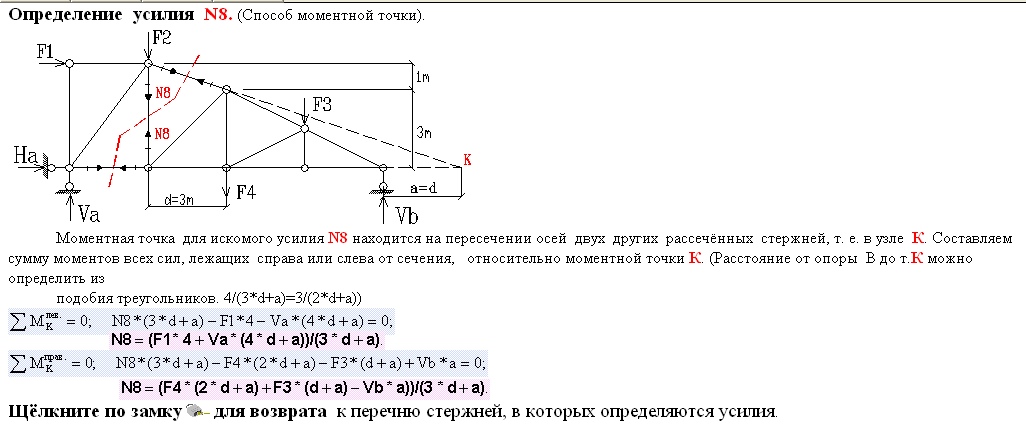 Определение усилия N8. (Способ моментной точки).
F2
F1
1m
N8
F3
3m
N8
K
Ha
d=3m
F4
a=d
Va
Vb
Моментная точка для искомого усилия N8 находится на пересечении осей двух других рассечённых стержней, т. е. в узле К. Составляем
сумму моментов всех сил, лежащих справа или слева от сечения, относительно моментной точки К. (Расстояние от опоры В до т.К можно
определить из
подобия треугольников. 4/(3*d+a)=3/(2*d+a))
∑ M_K^лев. = 0; N8*(3*d+a) − F1*4 − Va*(4*d+a) = 0;
N8 = (F1* 4 + Va * (4 * d + a))/(3 * d + a).
∑ M_K^прав. = 0; N8*(3*d+a) − F4*(2*d+a) − F3*(d+a) + Vb*a = 0;
N8 = (F4 * (2 * d + a) + F3 * (d + a) − Vb * a))/(3 * d + a).
Щёлкните по замку для возврата к перечню стержней, в которых определяются усилия.